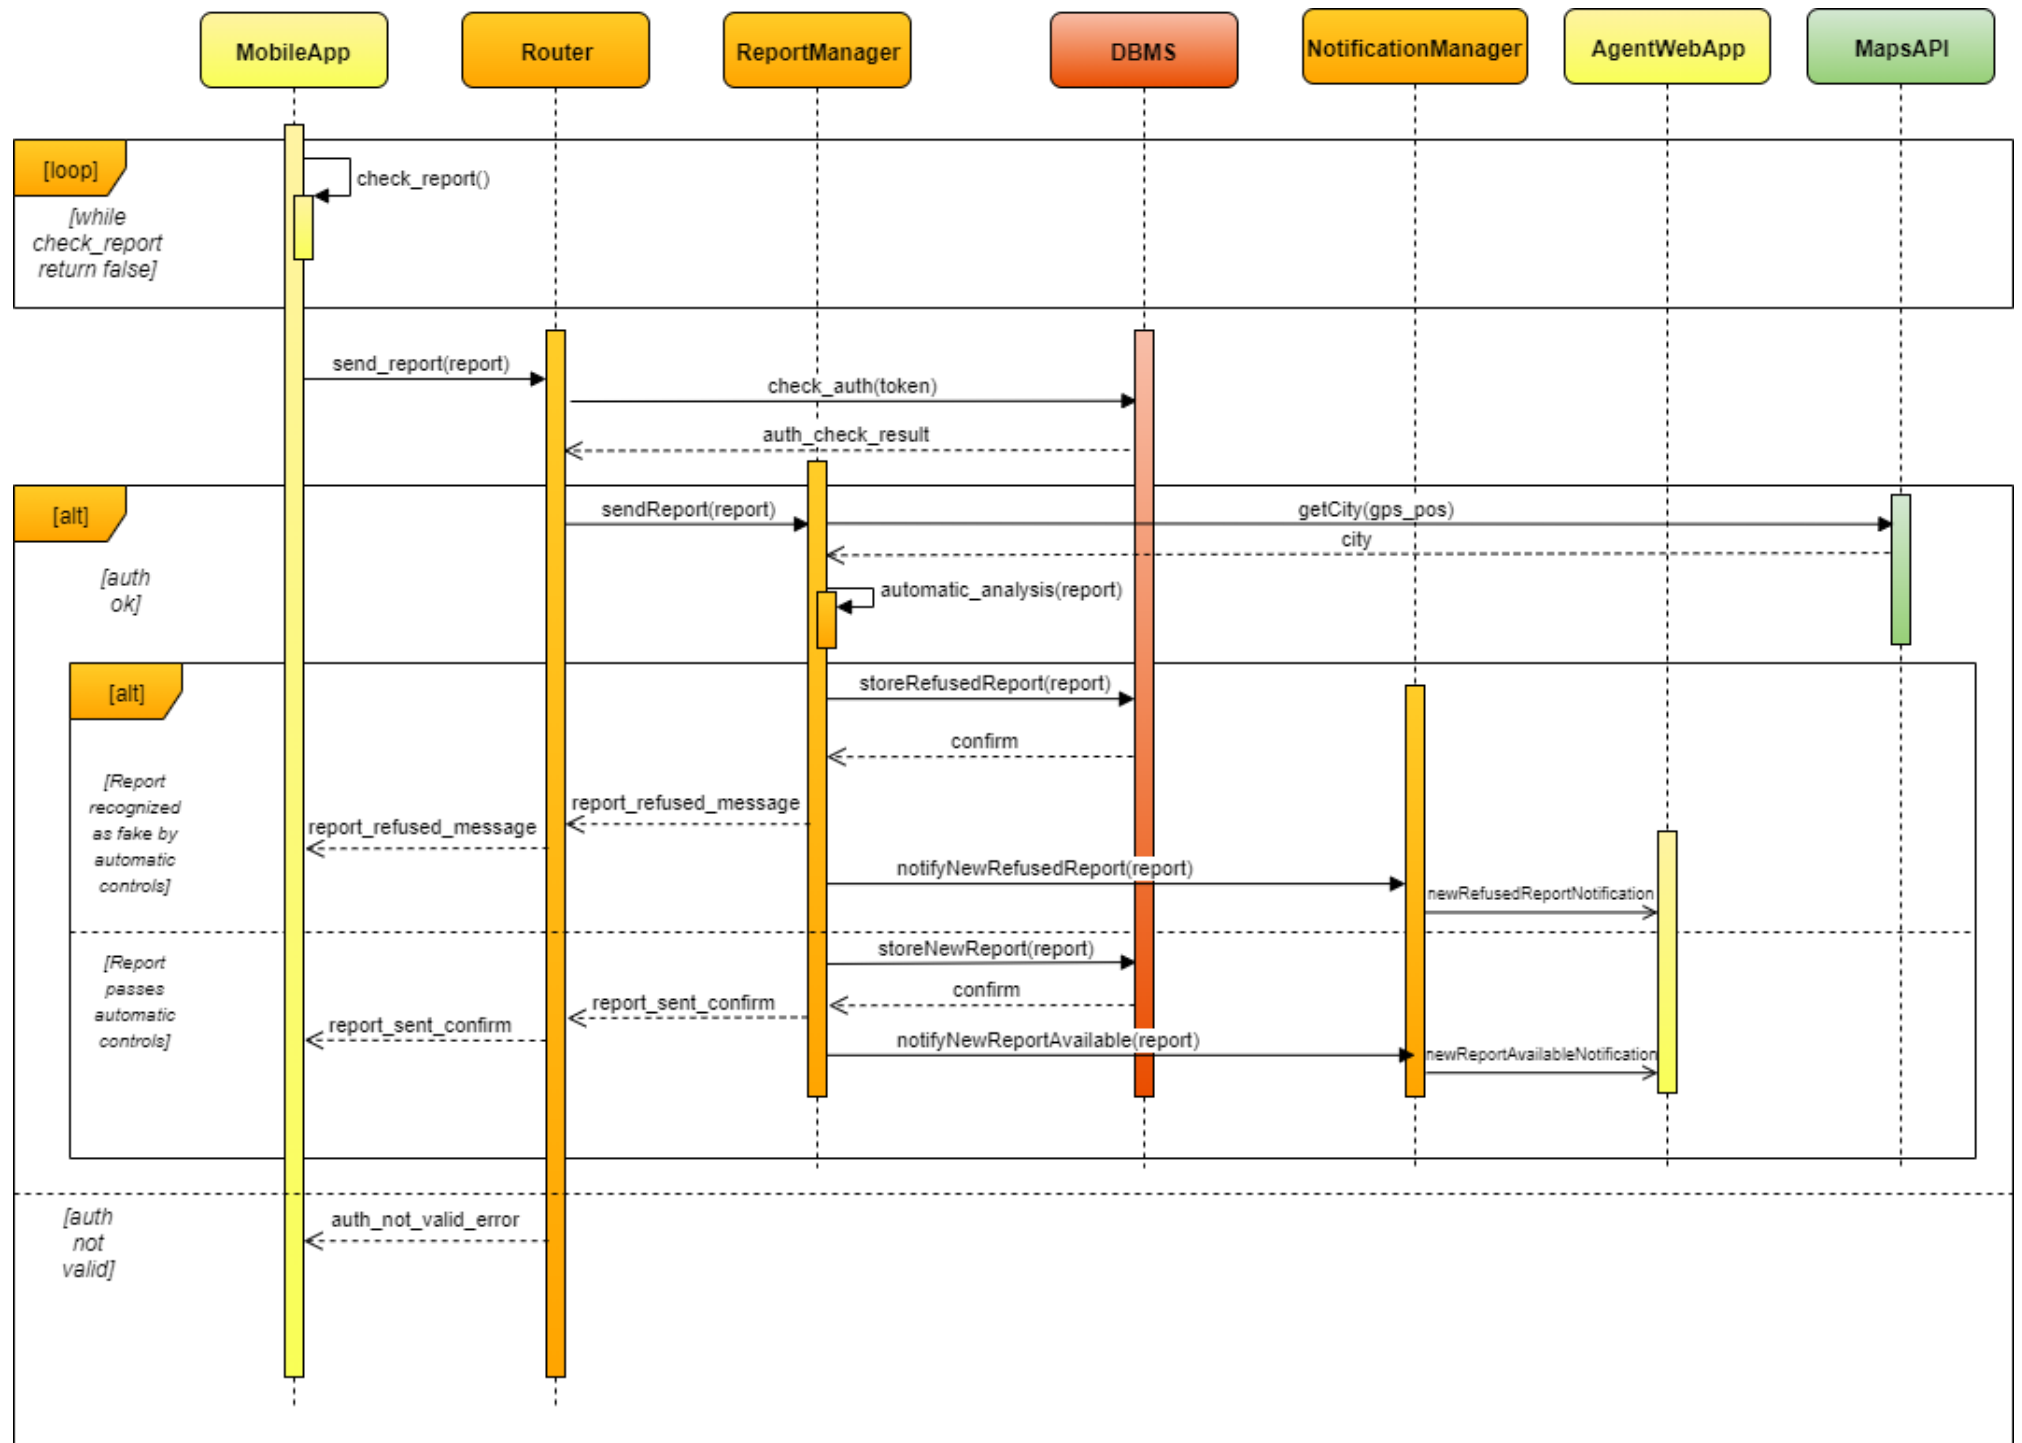 MobileApp
Router
ReportManager
DBMS
NotificationManager
AgentWebApp
MapsAPI
[loop]
check_report()
[while
check_report
return false]
send_report(report)
check_auth(token)
auth_check_result
[alt]
sendReport(report)
getCity(gps_pos)
city
[auth
ok]
automatic_analysis(report)
[alt]
storeRefusedReport(report)
confirm
[Report
recognized
as fake by
automatic
controls]
report_refused_message
report_refused_message
notifyNewRefusedReport(report)
newRefusedReportNotification
[Report
passes
automatic
controls]
storeNewReport(report)
confirm
report_sent_confirm
report_sent_confirm
notifyNewReportAvailable(report)
newReportAvailableNotification
[auth
not
valid]
auth_not_valid_error